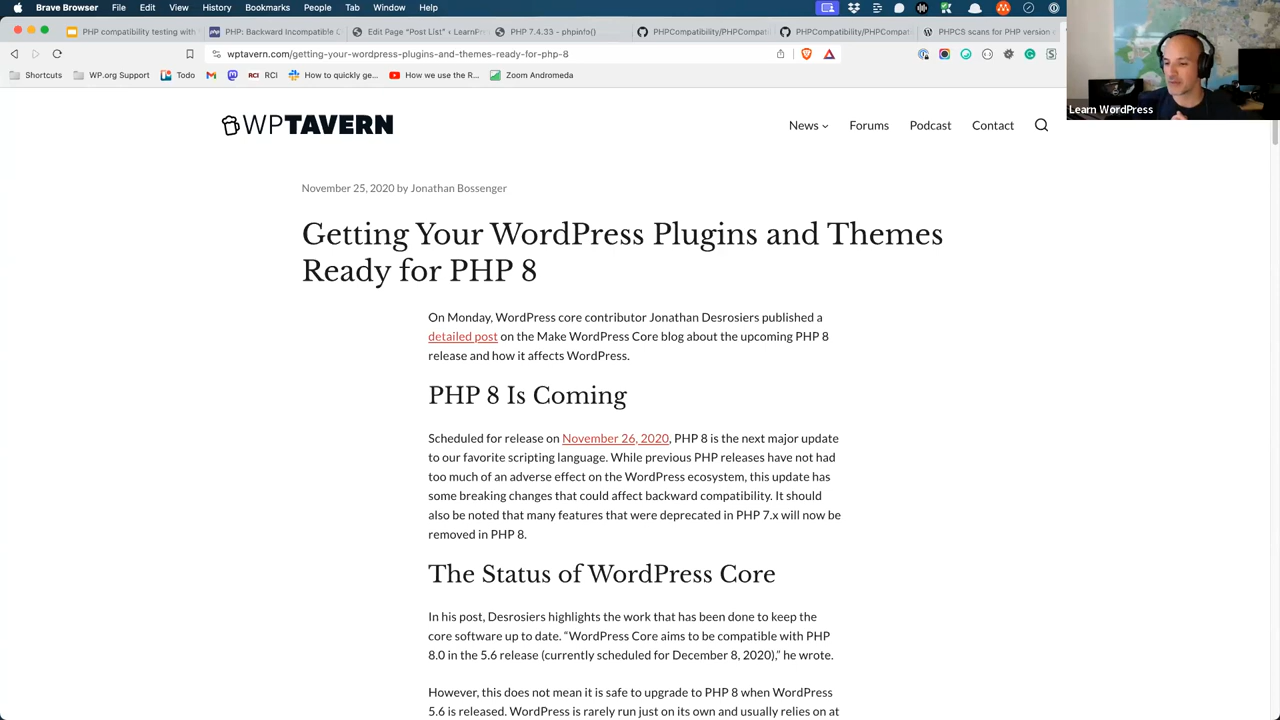 Brave Browser
File
Edit
View
History
Bookmarks
Profiles
Tab
Window
Help
PHP compatibility testing with
PHP: Backward Incompatible C
Edit Page “Post List” ‹ LearnPr
PHP 7.4.33 - phpinfo()
PHPCompatibility/PHPCompati
PHPCompatibility/PHPCompat
PHPCS scans for PHP version c
wptavern.com/getting-your-wordpress-plugins-and-themes-ready-for-php-8
Shortcuts
WP.org Support
Todo
RCI
RCI
How to quickly ge...
How we use the R...
Zoom Andromeda
Learn WordPress
WPTAVERN
News
Forums
Podcast
Contact
November 25, 2020 by Jonathan Bossenger
Getting Your WordPress Plugins and Themes
Ready for PHP 8
On Monday, WordPress core contributor Jonathan Desrosiers published a
detailed post on the Make WordPress Core blog about the upcoming PHP 8
release and how it affects WordPress.
PHP 8 Is Coming
Scheduled for release on November 26, 2020, PHP 8 is the next major update
to our favorite scripting language. While previous PHP releases have not had
too much of an adverse effect on the WordPress ecosystem, this update has
some breaking changes that could affect backward compatibility. It should
also be noted that many features that were deprecated in PHP 7.x will now be
removed in PHP 8.
The Status of WordPress Core
In his post, Desrosiers highlights the work that has been done to keep the
core software up to date. “WordPress Core aims to be compatible with PHP
8.0 in the 5.6 release (currently scheduled for December 8, 2020),” he wrote.
However, this does not mean it is safe to upgrade to PHP 8 when WordPress
5.6 is released. WordPress is rarely run just on its own and usually relies on at